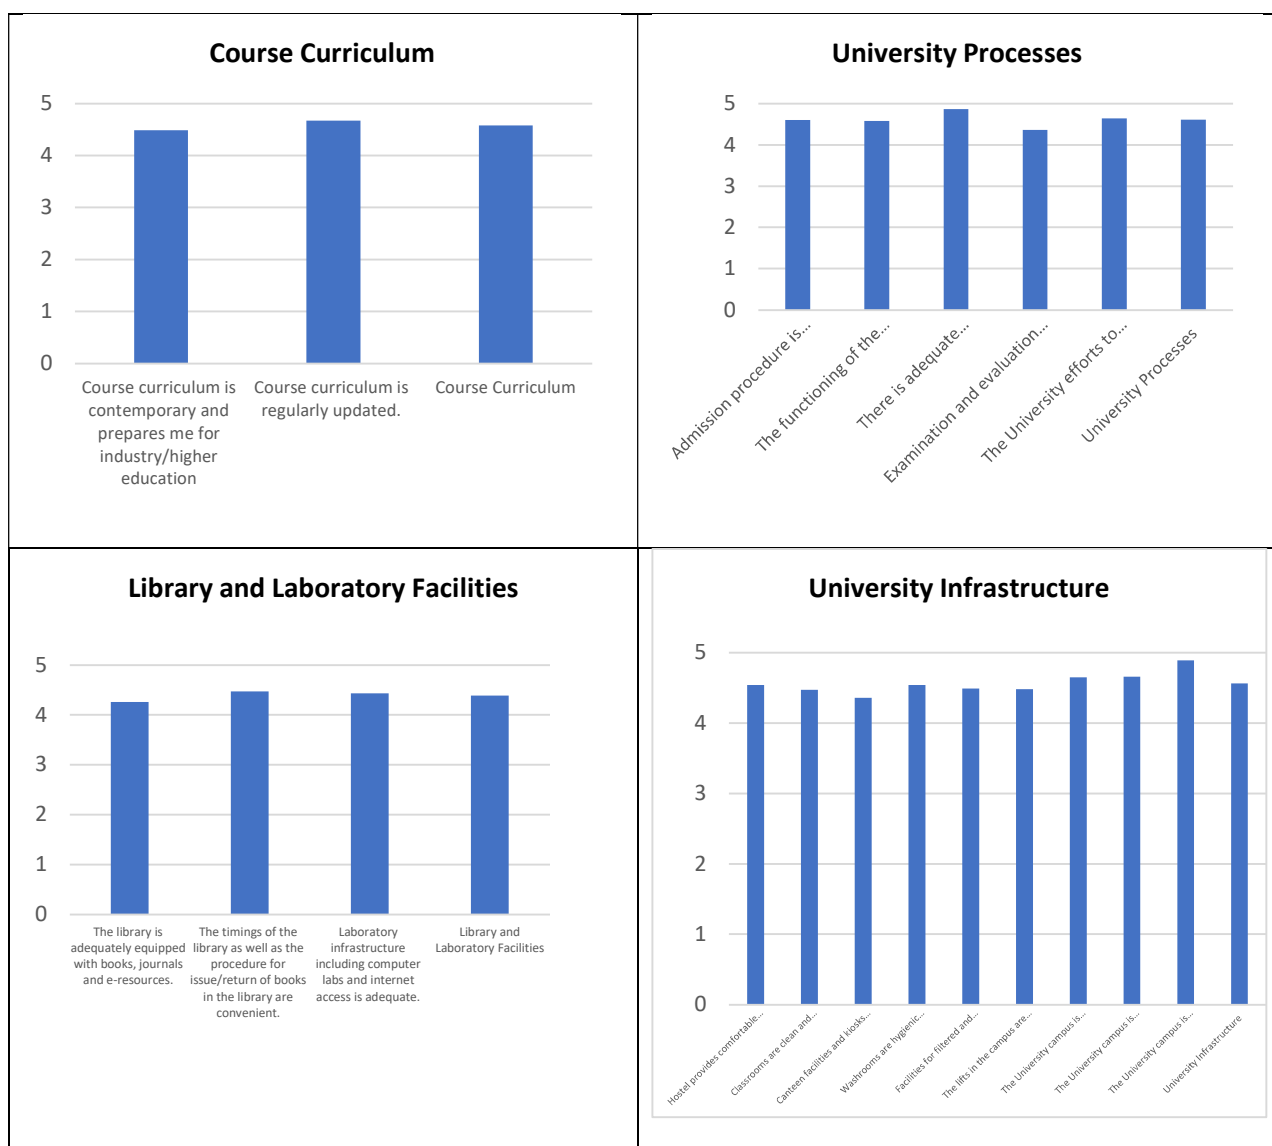 Course Curriculum
5
4
3
2
1
0
Course curriculum is
contemporary and
prepares me for
industry/higher
education
Course curriculum is
regularly updated.
Course Curriculum
University Processes
5
4
3
2
1
0
Admission procedure is...
The functioning of the...
There is adequate...
Examination and evaluation...
The University efforts to...
University Processes
Library and Laboratory Facilities
5
4
3
2
1
0
The library is
adequately equipped
with books, journals
and e-resources.
The timings of the
library as well as the
procedure for
issue/return of books
in the library are
convenient.
Laboratory
infrastructure
including computer
labs and internet
access is adequate.
Library and
Laboratory Facilities
University Infrastructure
5
4
3
2
1
0
Hostel provides comfortable...
Classrooms are clean and...
Canteen facilities and kiosks...
Washrooms are hygienic...
Facilities for filtered and...
The lifts in the campus are...
The University campus is...
The University campus is...
The University campus is...
University Infrastructure